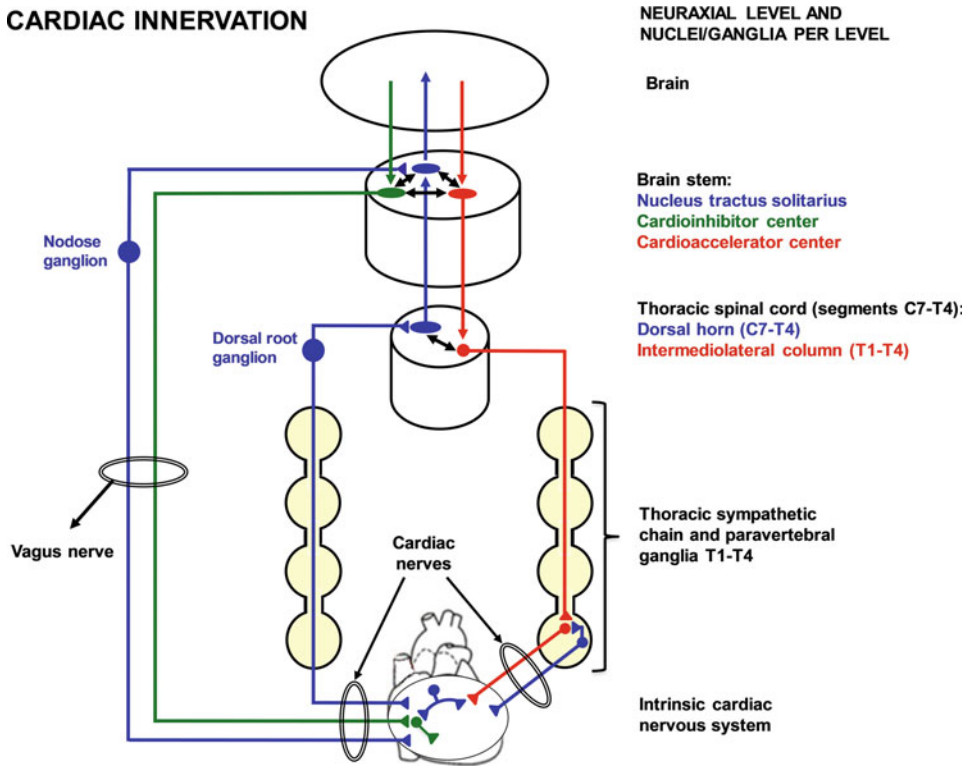 CARDIAC INNERVATION
NEURAXIAL LEVEL AND
NUCLEI/GANGLIA PER LEVEL
Brain
Brain stem:
Nucleus tractus solitarius
Cardioinhibitor center
Cardioaccelerator center
Nodose
ganglion
Thoracic spinal cord (segments C7-T4):
Dorsal horn (C7-T4)
Intermediolateral column (T1-T4)
Dorsal root
ganglion
Thoracic sympathetic
chain and paravertebral
ganglia T1-T4
Vagus nerve
Cardiac
nerves
Intrinsic cardiac
nervous system